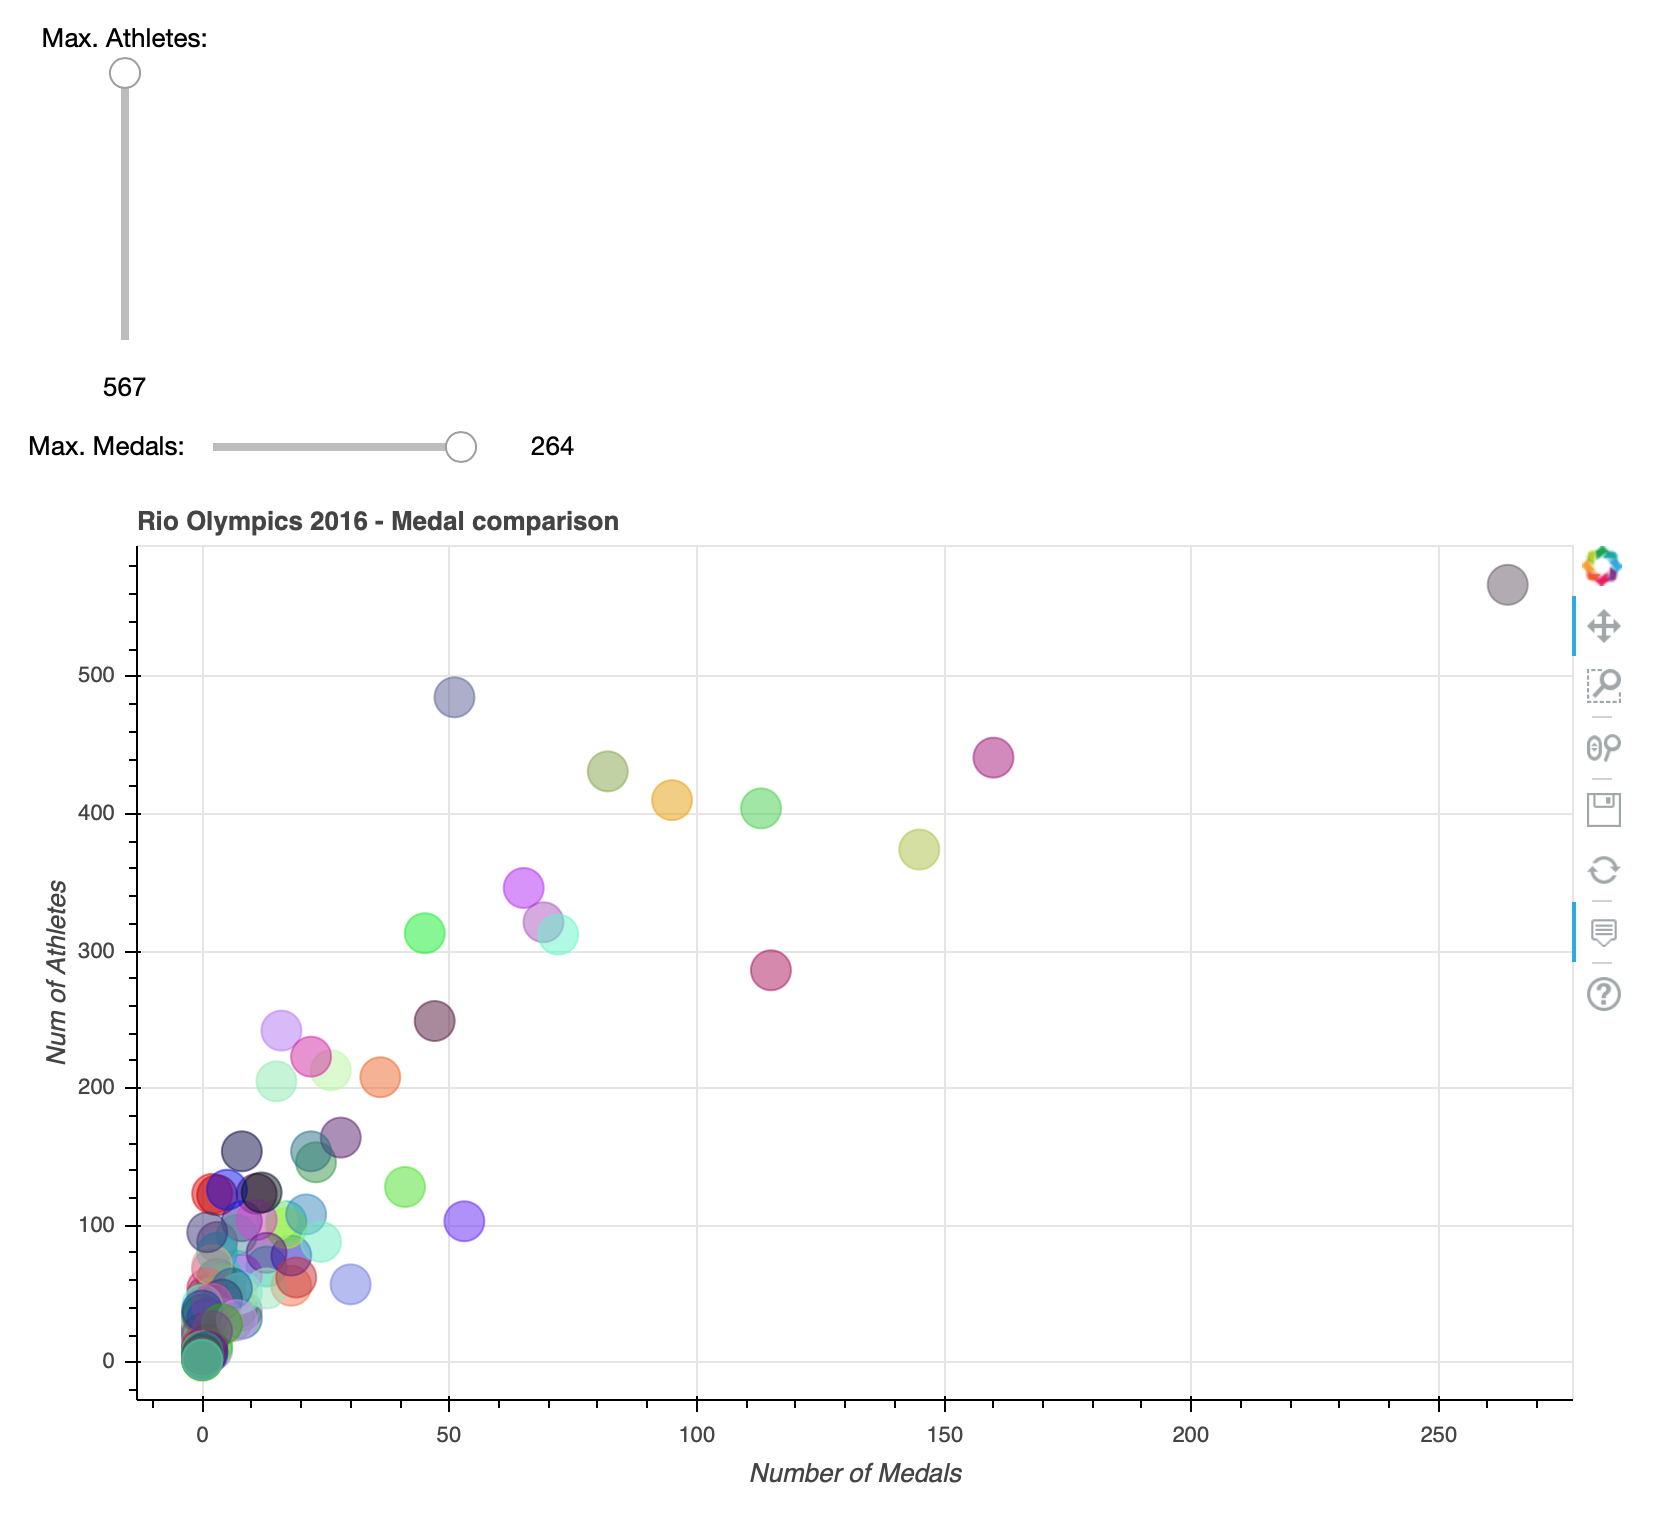 Max. Athletes:
567
Max. Medals: 264
Rio Olympics 2016 - Medal comparison
500
400
300
200
100
0
Num of Athletes
0 50 100 150 200 250
Number of Medals